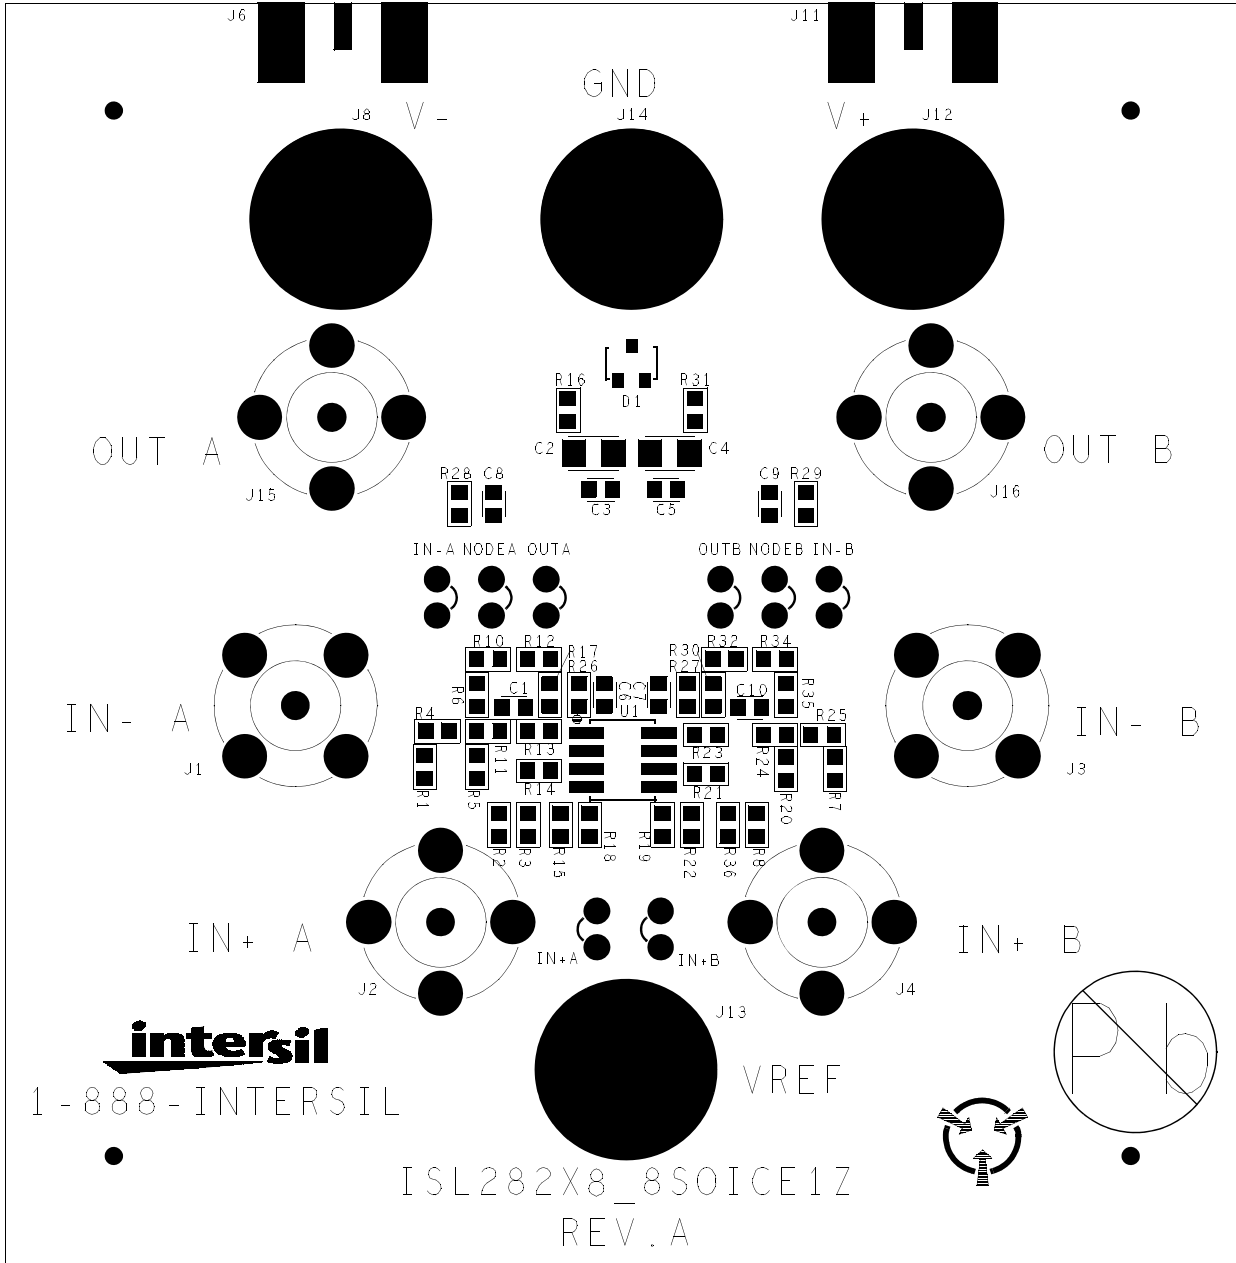 J6
J11
GND
J8
V-
J14
V+
J12
R16
R31
D1
OUT A
C2
C4
OUT B
J15
R28
C8
C3
C5
C9
R29
J16
IN-A NODEA OUTA
OUTB NODEB IN-B
R10
R12
R17
R26
R30
R27
R32
R34
R6
C1
C6
C7
U1
C10
R35
IN- A
R4
R25
IN- B
R11
R13
R23
R24
J1
R1
R5
R14
R21
R20
R7
J3
R2
R3
R15
R18
R19
R22
R36
R8
IN+ A
IN+ B
IN+A
IN+B
J2
J4
J13
intersil
VREF
Pb
1-888-INTERSIL
ISL282X8_8SOICE1Z
REV.A